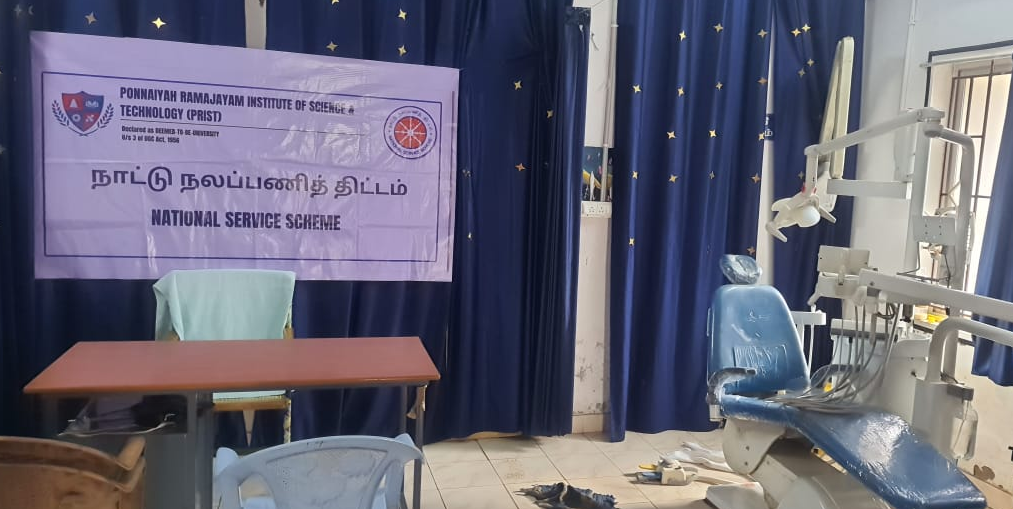 PONNAIYAH RAMAJAYAM INSTITUTE OF SCIENCE &
TECHNOLOGY (PRIST)
Declared as DEEMED-TO-BE-UNIVERSITY
U/s 3 of UGC Act, 1956
நாட்டு நலப்பணித் திட்டம்
NATIONAL SERVICE SCHEME